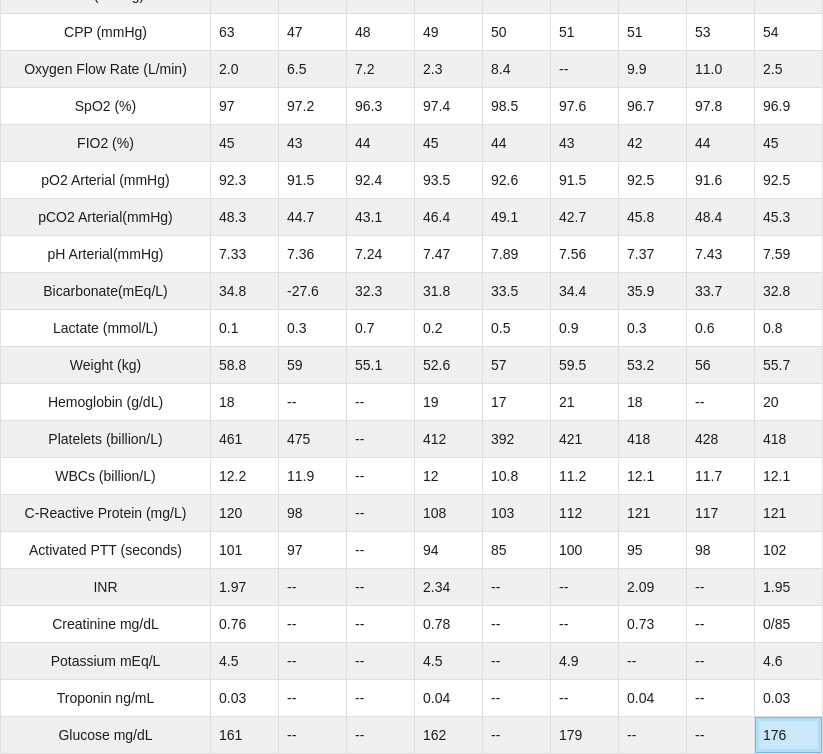 CPP (mmHg) 63 47 48 49 50 51 51 53 54
Oxygen Flow Rate (L/min) 2.0 6.5 7.2 2.3 8.4 -- 9.9 11.0 2.5
SpO2 (%) 97 97.2 96.3 97.4 98.5 97.6 96.7 97.8 96.9
FIO2 (%) 45 43 44 45 44 43 42 44 45
pO2 Arterial (mmHg) 92.3 91.5 92.4 93.5 92.6 91.5 92.5 91.6 92.5
pCO2 Arterial(mmHg) 48.3 44.7 43.1 46.4 49.1 42.7 45.8 48.4 45.3
pH Arterial(mmHg) 7.33 7.36 7.24 7.47 7.89 7.56 7.37 7.43 7.59
Bicarbonate(mEq/L) 34.8 -27.6 32.3 31.8 33.5 34.4 35.9 33.7 32.8
Lactate (mmol/L) 0.1 0.3 0.7 0.2 0.5 0.9 0.3 0.6 0.8
Weight (kg) 58.8 59 55.1 52.6 57 59.5 53.2 56 55.7
Hemoglobin (g/dL) 18 -- -- 19 17 21 18 -- 20
Platelets (billion/L) 461 475 -- 412 392 421 418 428 418
WBCs (billion/L) 12.2 11.9 -- 12 10.8 11.2 12.1 11.7 12.1
C-Reactive Protein (mg/L) 120 98 -- 108 103 112 121 117 121
Activated PTT (seconds) 101 97 -- 94 85 100 95 98 102
INR 1.97 -- -- 2.34 -- -- 2.09 -- 1.95
Creatinine mg/dL 0.76 -- -- 0.78 -- -- 0.73 -- 0/85
Potassium mEq/L 4.5 -- -- 4.5 -- 4.9 -- -- 4.6
Troponin ng/mL 0.03 -- -- 0.04 -- -- 0.04 -- 0.03
Glucose mg/dL 161 -- -- 162 -- 179 -- -- 176